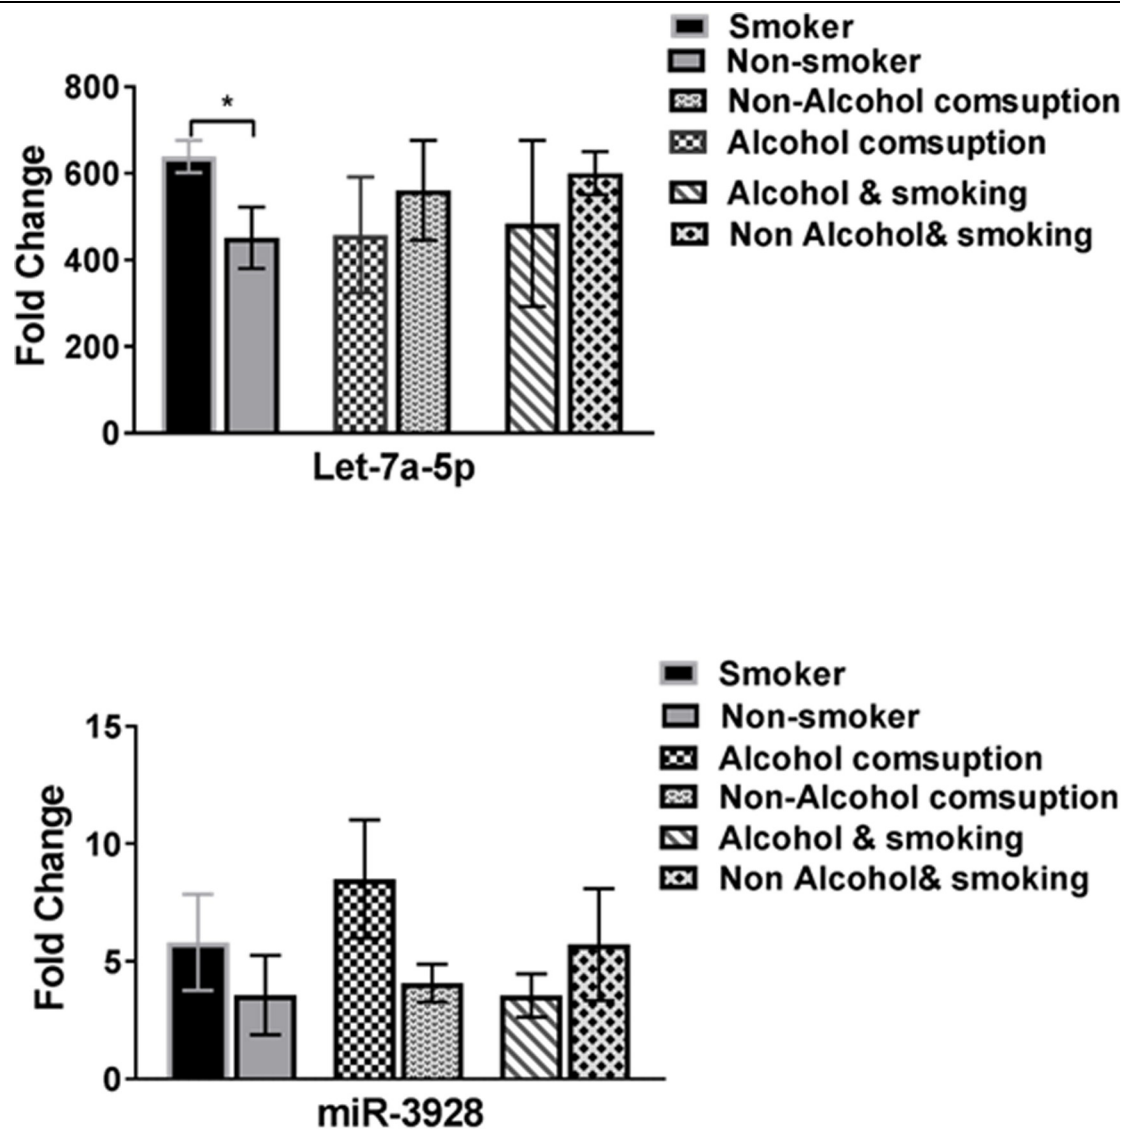 Smoker
Non-smoker
Non-Alcohol comsuption
Alcohol comsuption
Alcohol & smoking
Non Alcohol& smoking
Fold Change
800
600
400
200
0
*
Let-7a-5p
Smoker
Non-smoker
Alcohol comsuption
Non-Alcohol comsuption
Alcohol & smoking
Non Alcohol& smoking
Fold Change
15
10
5
0
miR-3928